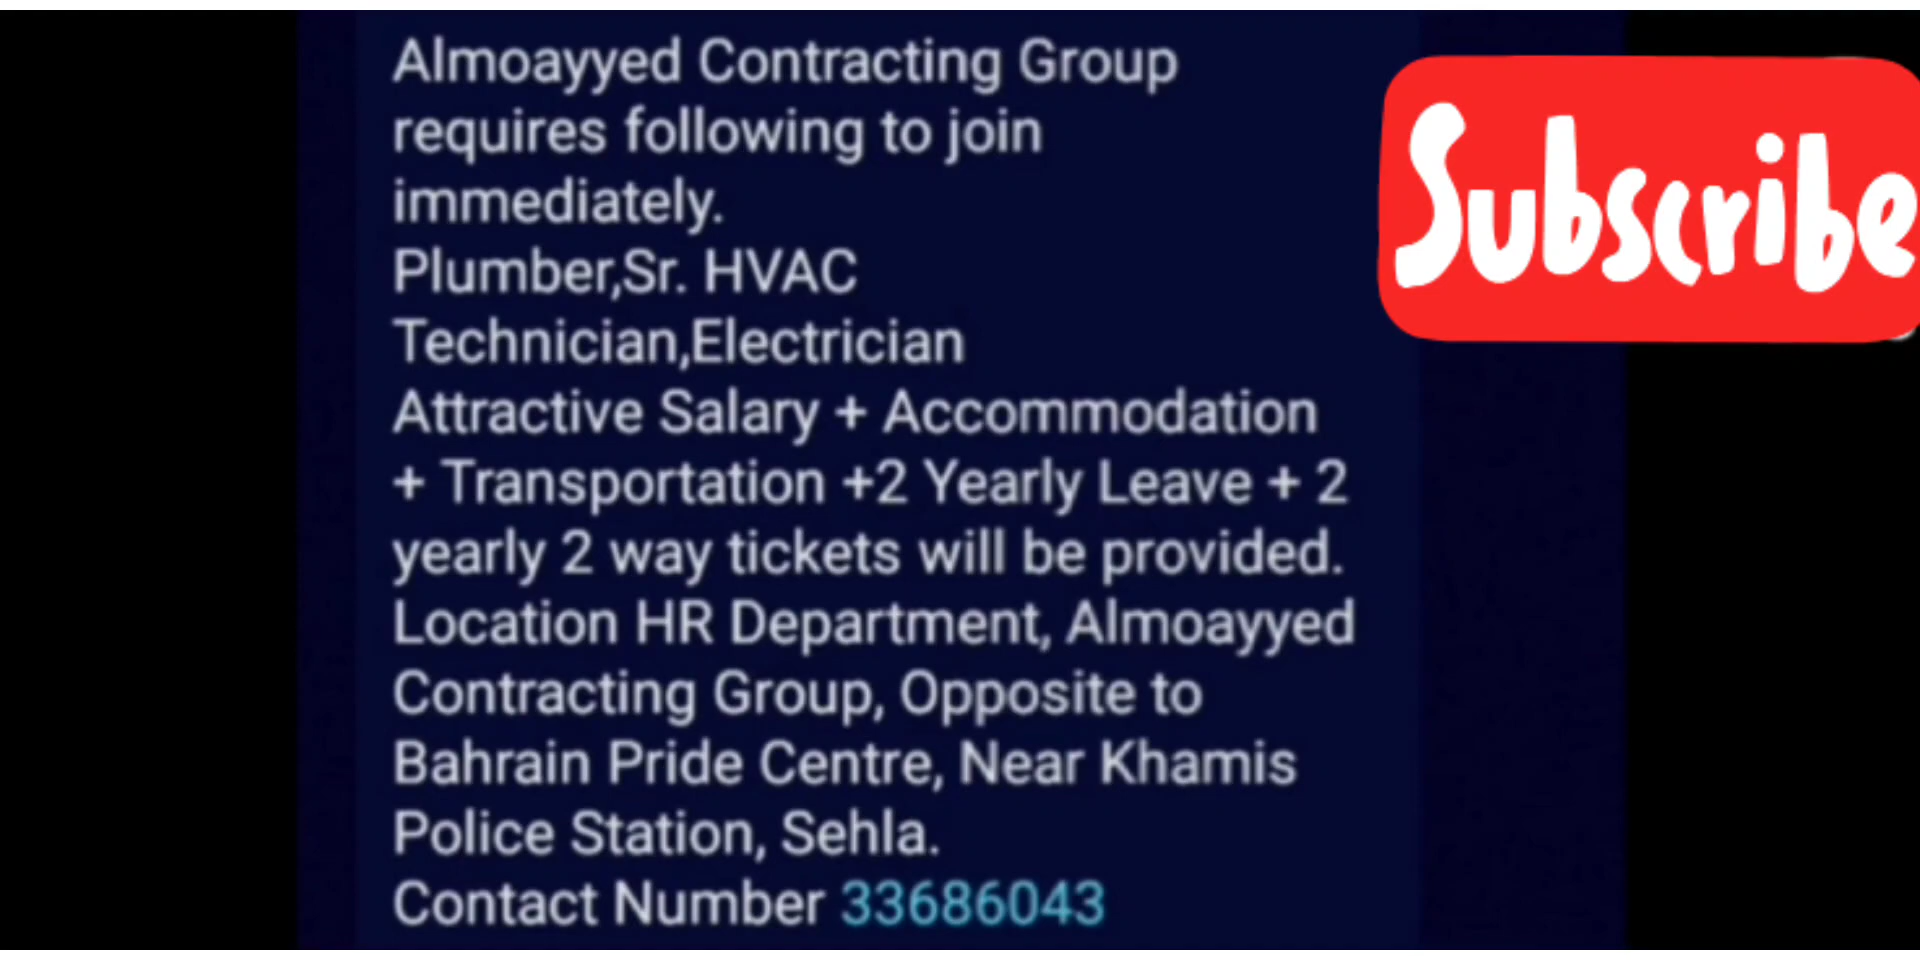 Almoayyed Contracting Group
requires following to join
immediately.
Plumber,Sr. HVAC
Technician,Electrician
Attractive Salary + Accommodation
+ Transportation +2 Yearly Leave + 2
yearly 2 way tickets will be provided.
Location HR Department, Almoayyed
Contracting Group, Opposite to
Bahrain Pride Centre, Near Khamis
Police Station, Sehla.
Contact Number 33686043
Subscribe